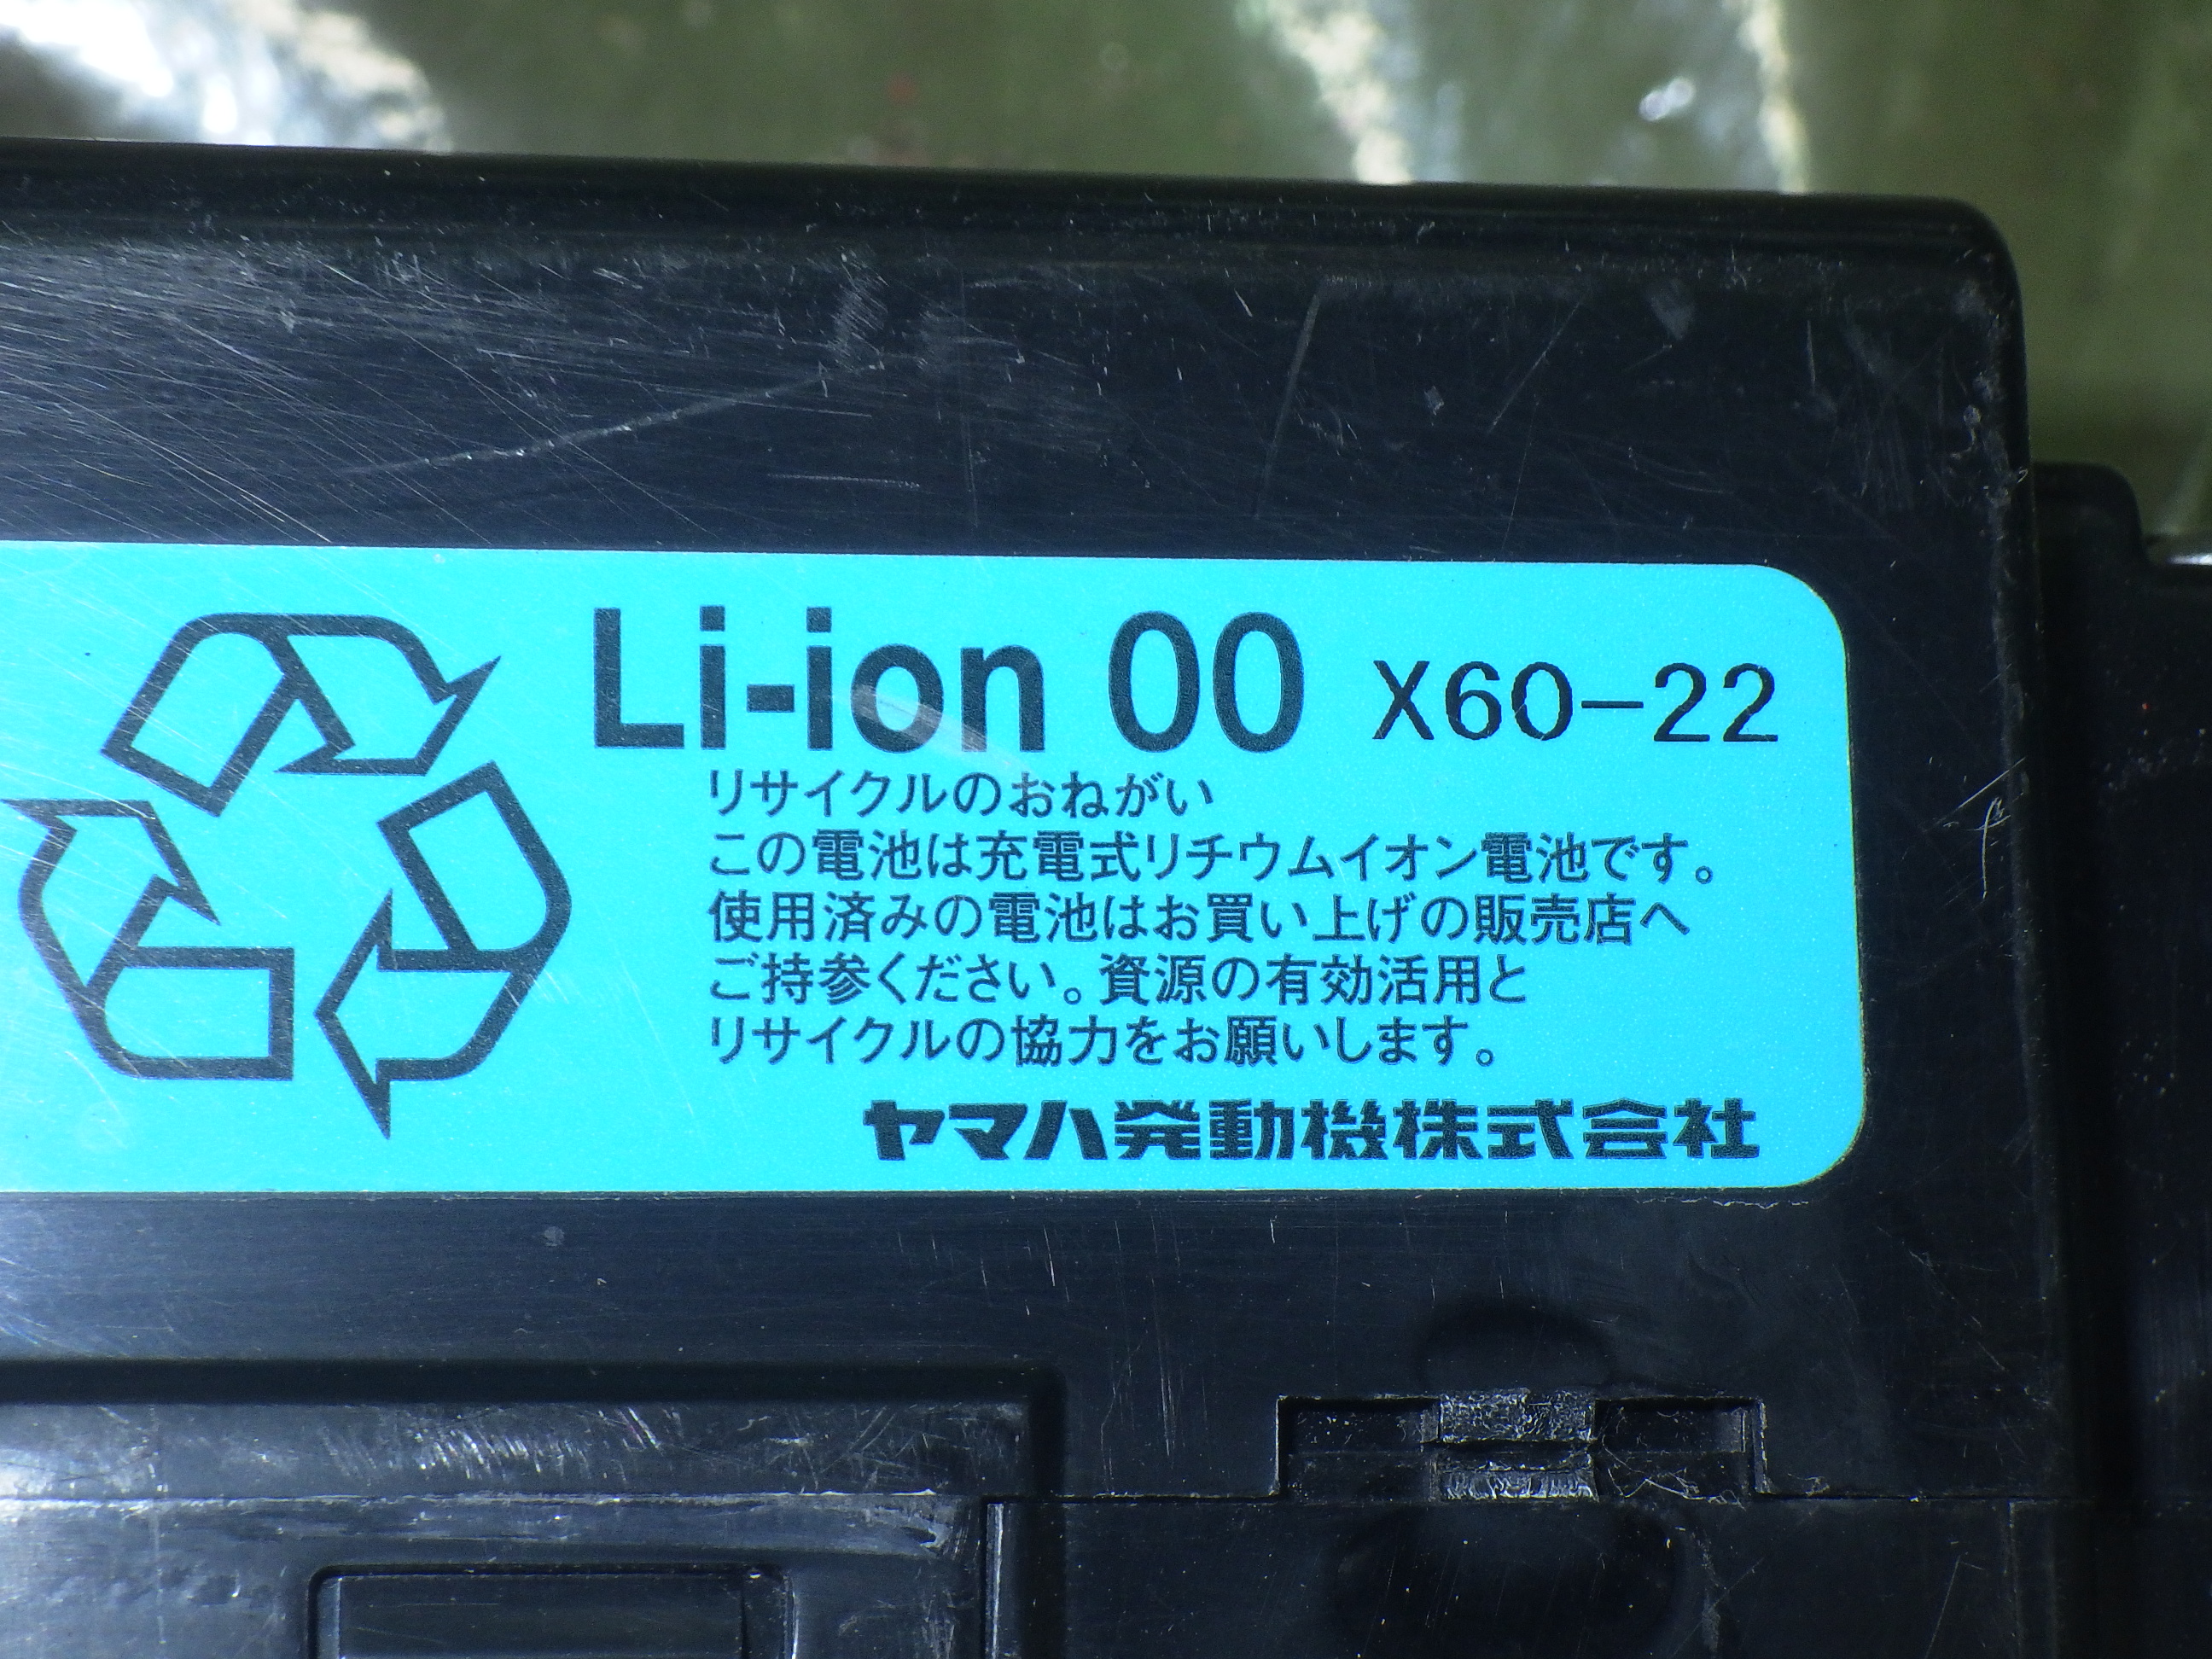 Li-ion 00 X60-22
リサイクルのおねがい
この電池は充電式リチウムイオン電池です。
使用済みの電池はお買い上げの販売店へ
ご持参ください。資源の有効活用と
リサイクルの協力をお願いします。
ヤマハ発動機株式会社